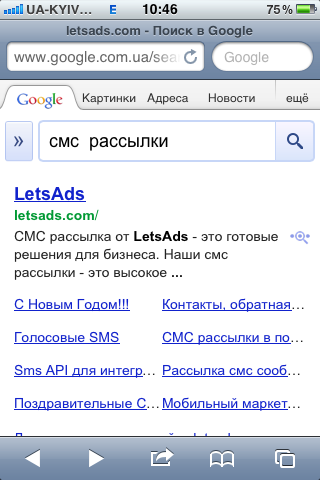 UA-KYIV... E 10:46 75%
letsads.com - Поиск в Google
www.google.com.ua/sea Google
Google Картинки Адреса Новости ещё
» смс рассылки
LetsAds
letsads.com/
СМС рассылка от LetsAds - это готовые
решения для бизнеса. Наши смс
рассылки - это высокое ...
С Новым Годом!!! Контакты, обратная...
Голосовые SMS СМС рассылки в по...
Sms API для интегр... Рассылка смс сооб...
Поздравительные С... Мобильный маркет...